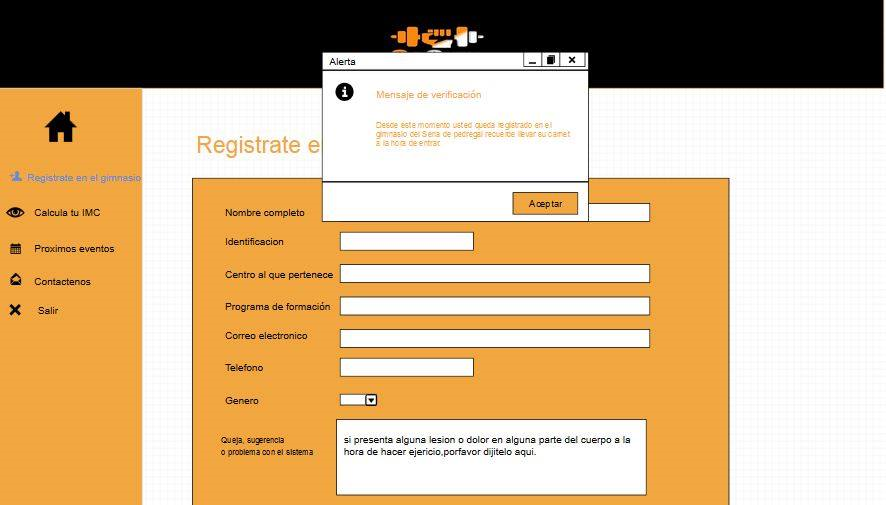 Alerta
Mensaje de verificación
Desde este momento usted queda registrado en el
gimnasio del Sena de pedregal recuerde llevar su carnet
a la hora de entrar.
Aceptar
Registrate e
Registrate en el gimnasio
Calcula tu IMC
Proximos eventos
Contactenos
Salir
Nombre completo
Identificacion
Centro al que pertenece
Programa de formación
Correo electronico
Telefono
Genero
Queja, sugerencia
o problema con el sistema
si presenta alguna lesion o dolor en alguna parte del cuerpo a la
hora de hacer ejericio,porfavor dijitelo aqui.